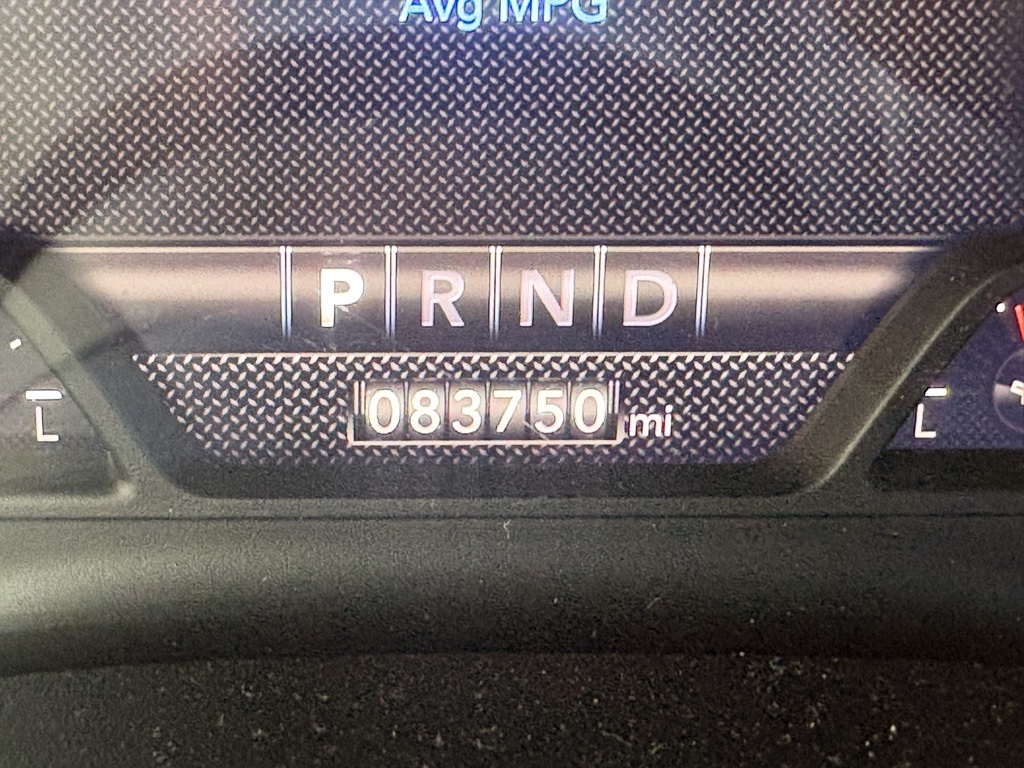 Avg MPG
P R N D
083750 mi
L L